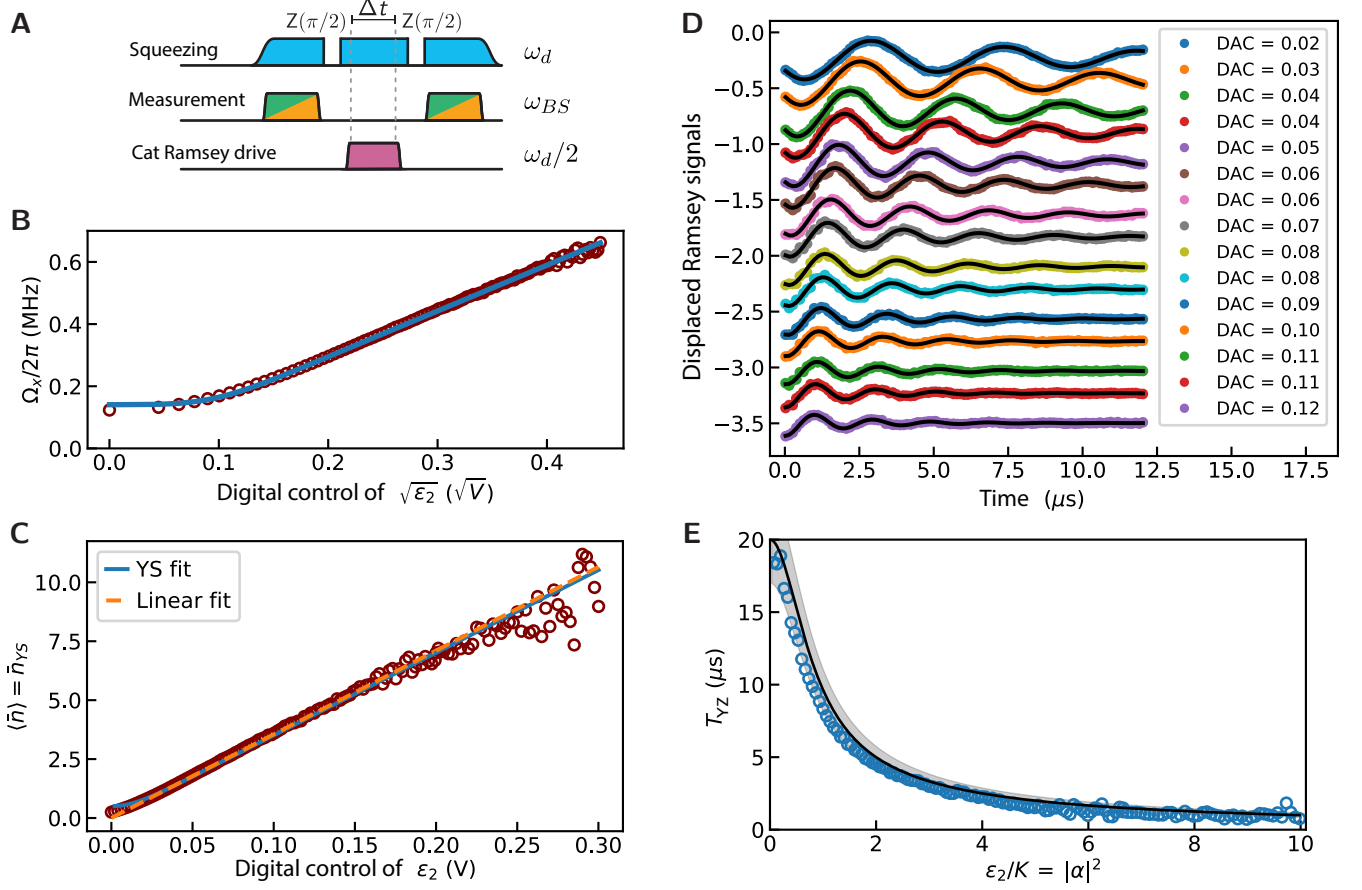 A
Z(π/2) Δt Z(π/2)
Squeezing ω_d
Measurement ω_BS
Cat Ramsey drive ω_d/2
B
Ω_x/2π (MHz)
0.6
0.4
0.2
0.0
0.0 0.1 0.2 0.3 0.4
Digital control of √ε₂ (√V)
C
YS fit
Linear fit
⟨n̄⟩ = n̄_YS
10.0
7.5
5.0
2.5
0.0
0.00 0.05 0.10 0.15 0.20 0.25 0.30
Digital control of ε₂ (V)
D
Displaced Ramsey signals
0.0
−0.5
−1.0
−1.5
−2.0
−2.5
−3.0
−3.5
DAC = 0.02
DAC = 0.03
DAC = 0.04
DAC = 0.04
DAC = 0.05
DAC = 0.06
DAC = 0.06
DAC = 0.07
DAC = 0.08
DAC = 0.08
DAC = 0.09
DAC = 0.10
DAC = 0.11
DAC = 0.11
DAC = 0.12
0.0 2.5 5.0 7.5 10.0 12.5 15.0 17.5
Time (μs)
E
T_YZ (μs)
20
15
10
5
0
0 2 4 6 8 10
ε₂/K = |α|²